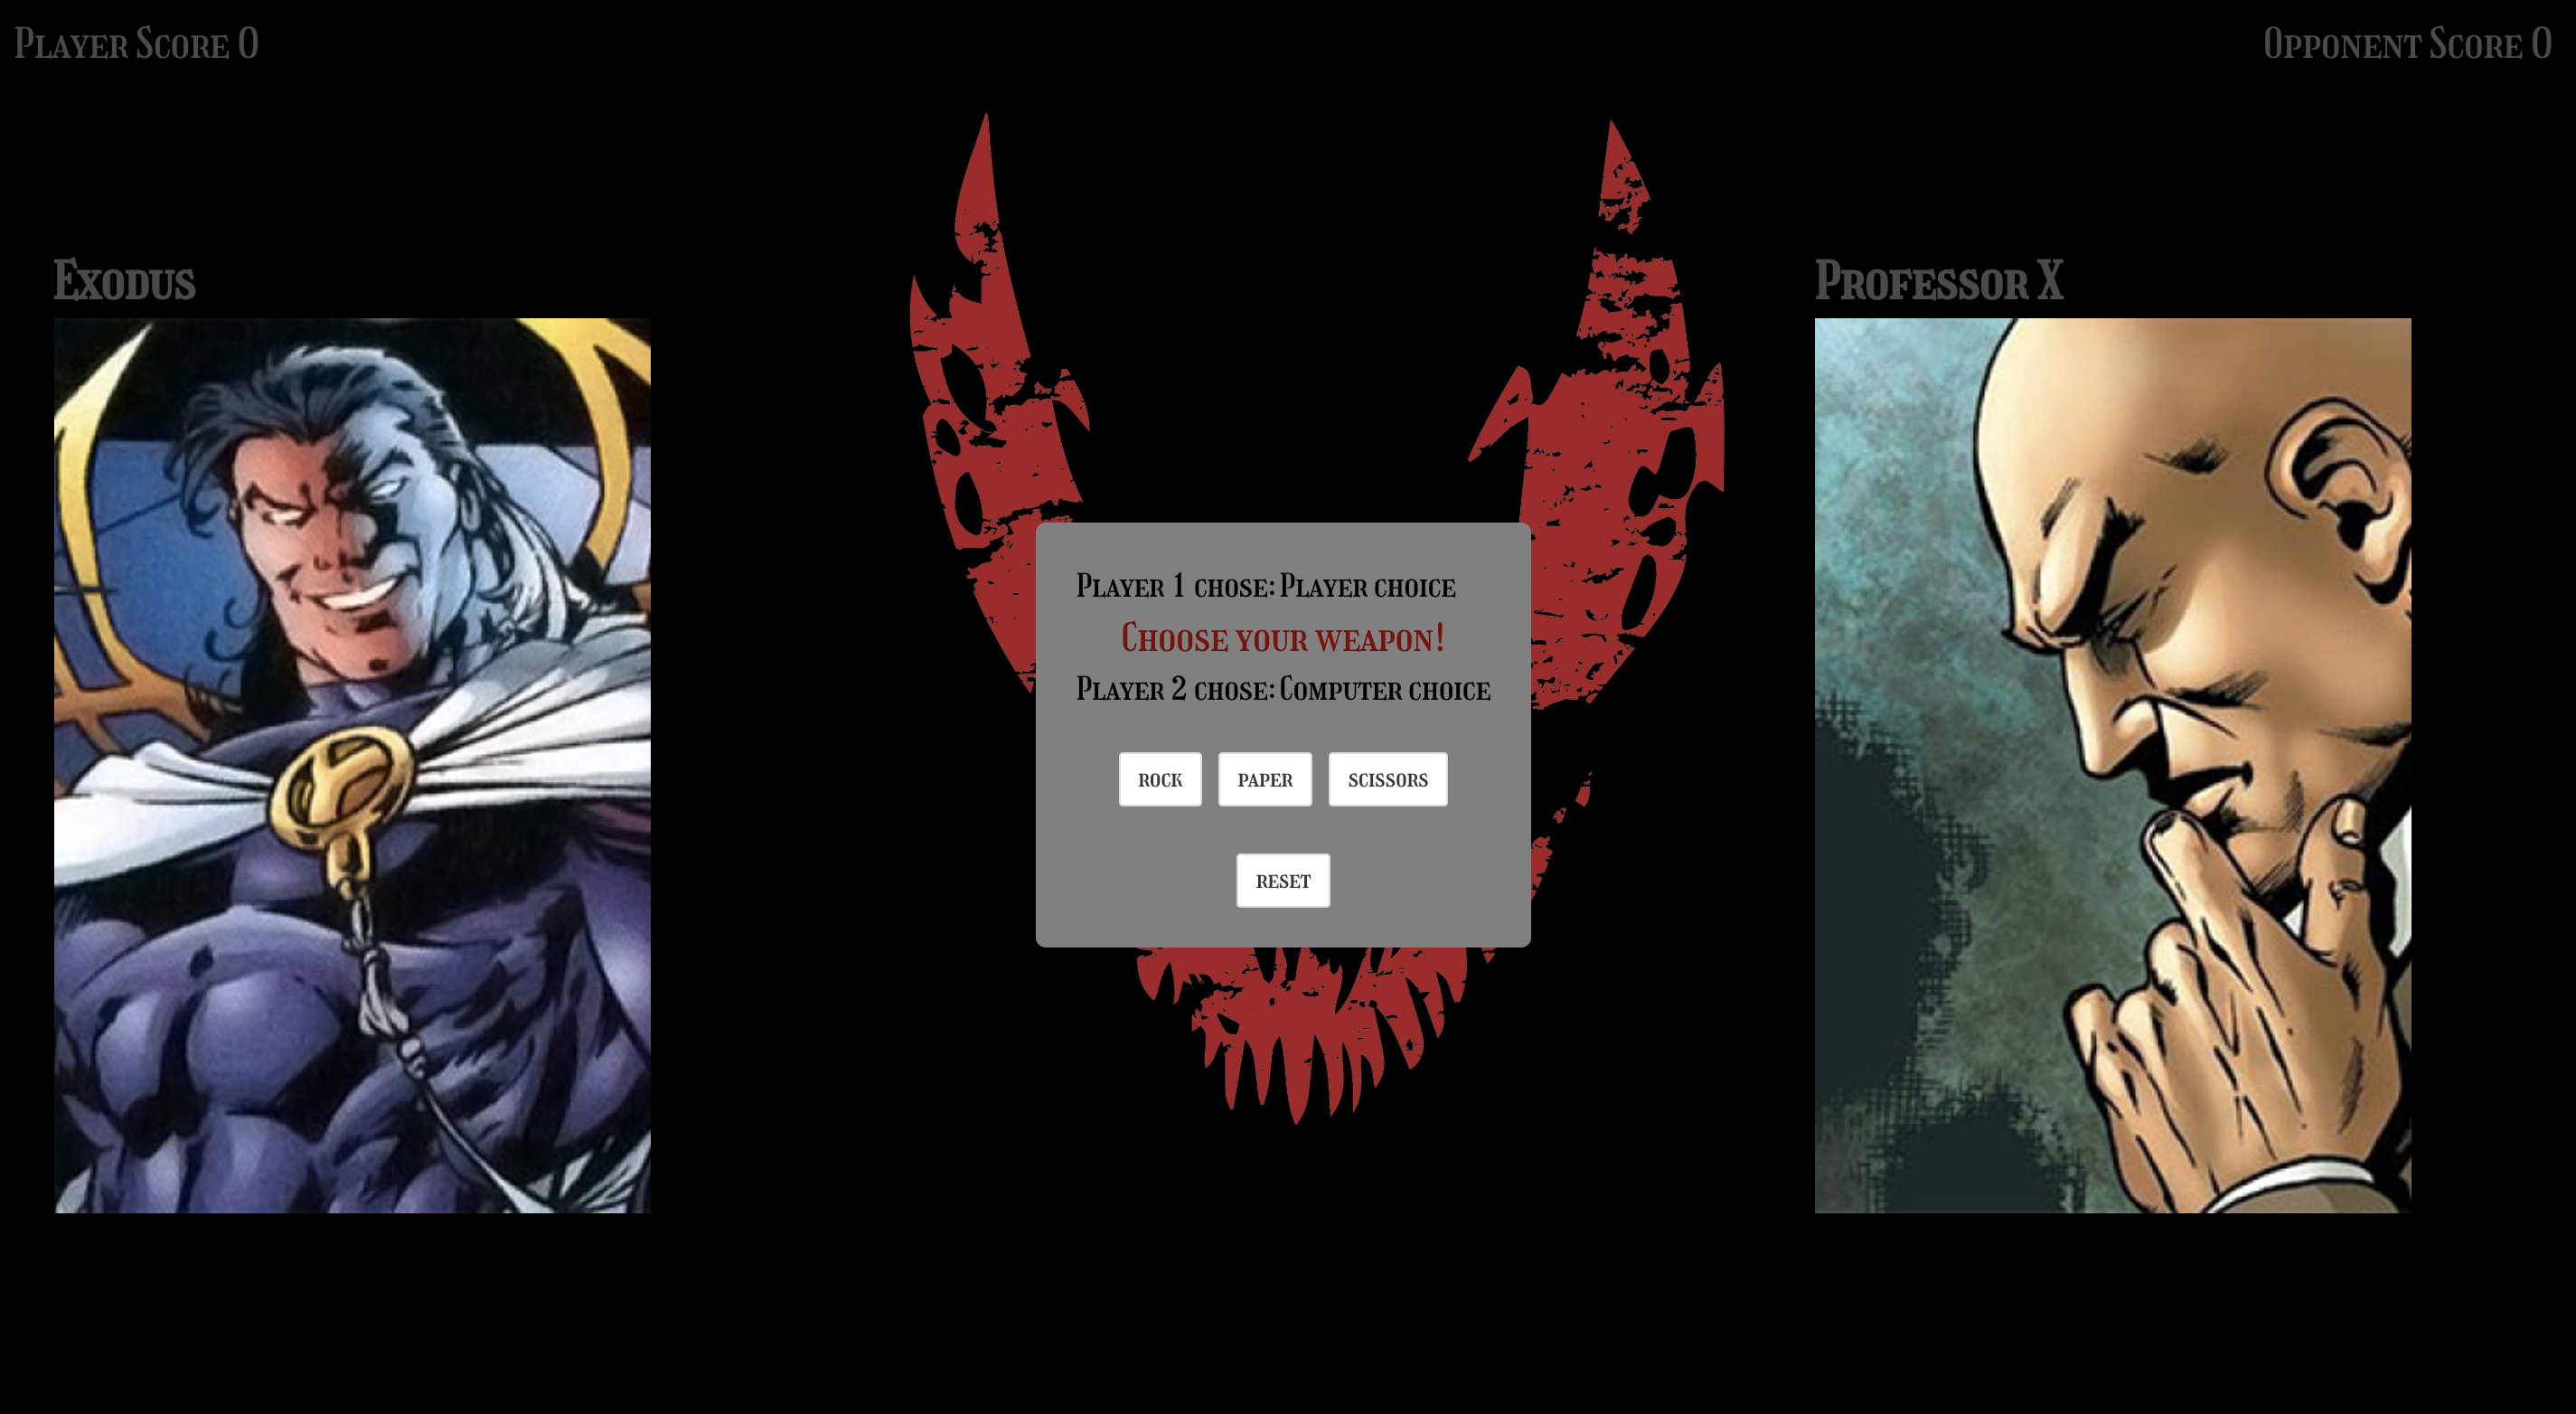 Player Score 0
Opponent Score 0
Exodus
Professor X
Player 1 chose: Player choice
Choose your weapon!
Player 2 chose: Computer choice
ROCK
PAPER
SCISSORS
RESET